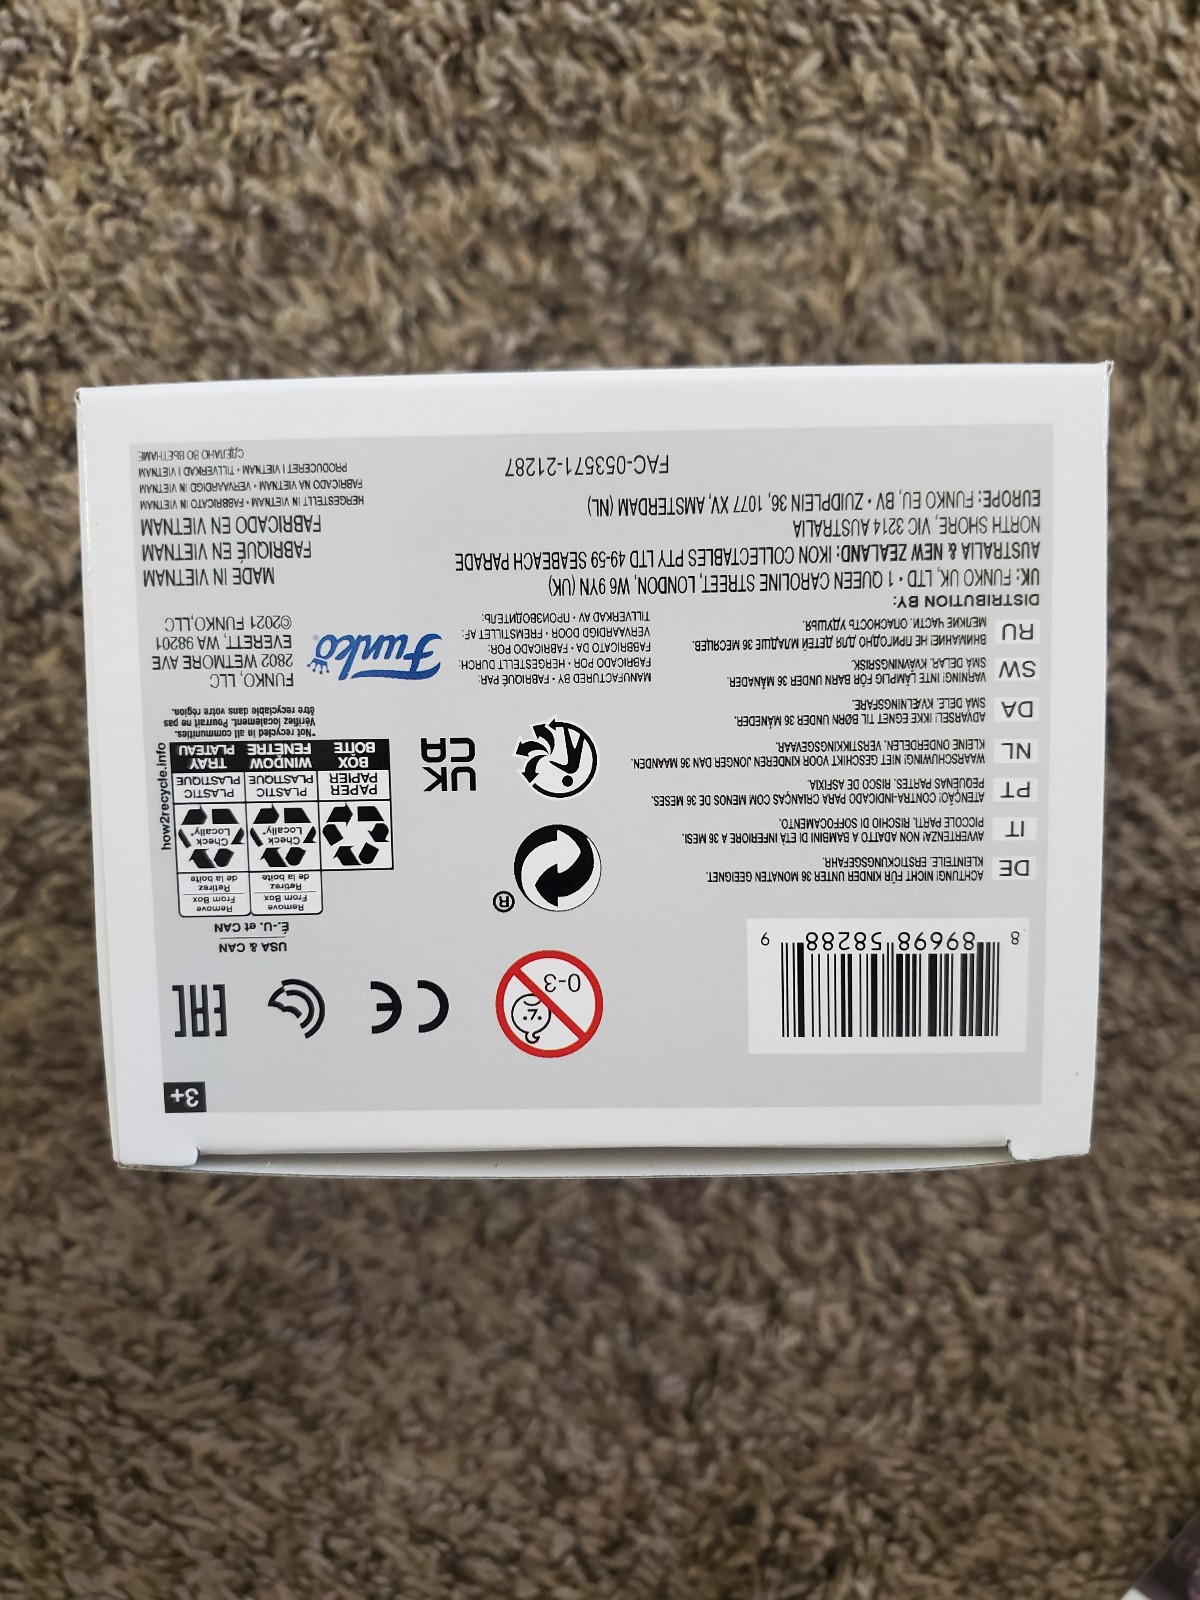 3+
8 89698 58288 9
0-3
CE
EAC
USA & CAN
É.-U. et CAN
Remove
From Box
Retirez
de la boîte
Remove
From Box
Retirez
de la boîte
Check
Locally*
Check
Locally*
PAPER
PAPIER
PLASTIC
PLASTIQUE
PLASTIC
PLASTIQUE
BOX
BOÎTE
WINDOW
FENÊTRE
TRAY
PLATEAU
how2recycle.info
*Not recycled in all communities.
Vérifiez localement. Pourrait ne pas
être recyclable dans votre région.
®
UK
CA
DE
ACHTUNG! NICHT FÜR KINDER UNTER 36 MONATEN GEEIGNET.
KLEINTEILE. ERSTICKUNGSGEFAHR.
IT
AVVERTENZA! NON ADATTO A BAMBINI DI ETÀ INFERIORE A 36 MESI.
PICCOLE PARTI. RISCHIO DI SOFFOCAMENTO.
PT
ATENÇÃO! CONTRA-INDICADO PARA CRIANÇAS COM MENOS DE 36 MESES.
PEQUENAS PARTES. RISCO DE ASFIXIA.
NL
WAARSCHUWING! NIET GESCHIKT VOOR KINDEREN JONGER DAN 36 MAANDEN.
KLEINE ONDERDELEN. VERSTIKKINGSGEVAAR.
DA
ADVARSEL! IKKE EGNET TIL BØRN UNDER 36 MÅNEDER.
SMÅ DELE. KVÆLNINGSFARE.
SW
VARNING! INTE LÄMPLIG FÖR BARN UNDER 36 MÅNADER.
SMÅ DELAR. KVÄVNINGSRISK.
RU
ВНИМАНИЕ! НЕ ПРИГОДНО ДЛЯ ДЕТЕЙ МЛАДШЕ 36 МЕСЯЦЕВ.
МЕЛКИЕ ЧАСТИ. ОПАСНОСТЬ УДУШЬЯ.
MANUFACTURED BY • FABRIQUÉ PAR:
FABRICADO POR • HERGESTELLT DURCH:
FABBRICATO DA • FABRICADO POR:
VERVAARDIGD DOOR • FREMSTILLET AF:
TILLVERKAD AV • ПРОИЗВОДИТЕЛЬ:
Funko®
FUNKO, LLC
2802 WETMORE AVE
EVERETT, WA 98201
©2021 FUNKO,LLC
DISTRIBUTION BY:
UK: FUNKO UK, LTD • 1 QUEEN CAROLINE STREET, LONDON, W6 9YN (UK)
AUSTRALIA & NEW ZEALAND: IKON COLLECTABLES PTY LTD 49-59 SEABEACH PARADE
NORTH SHORE, VIC 3214 AUSTRALIA
EUROPE: FUNKO EU, BV • ZUIDPLEIN 36, 1077 XV, AMSTERDAM (NL)
MADE IN VIETNAM
FABRIQUÉ EN VIETNAM
FABRICADO EN VIETNAM
HERGESTELLT IN VIETNAM • FABBRICATO IN VIETNAM
FABRICADO NA VIETNAM • VERVAARDIGD IN VIETNAM
PRODUCERET I VIETNAM • TILLVERKAD I VIETNAM
СДЕЛАНО ВО ВЬЕТНАМЕ
FAC-053571-21287